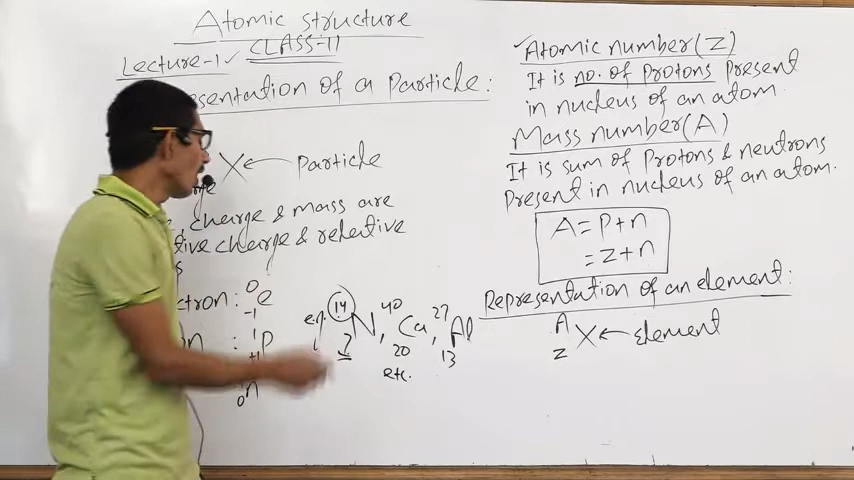 Atomic structure
Lecture-1 CLASS-11
esentation of a Particle:
X ← Particle
, charge & mass are
tive charge & relative
s
ctron: 0 e -1
n : 1 P +1
n 0
e.g. 14 N 7, 40 Ca 20, 27 Al 13
etc.
Atomic number(Z)
It is no. of Protons Present
in nucleus of an atom.
Mass number(A)
It is sum of Protons & neutrons
Present in nucleus of an atom.
A = P+n
= Z+n
Representation of an element:
A
X ← element
Z